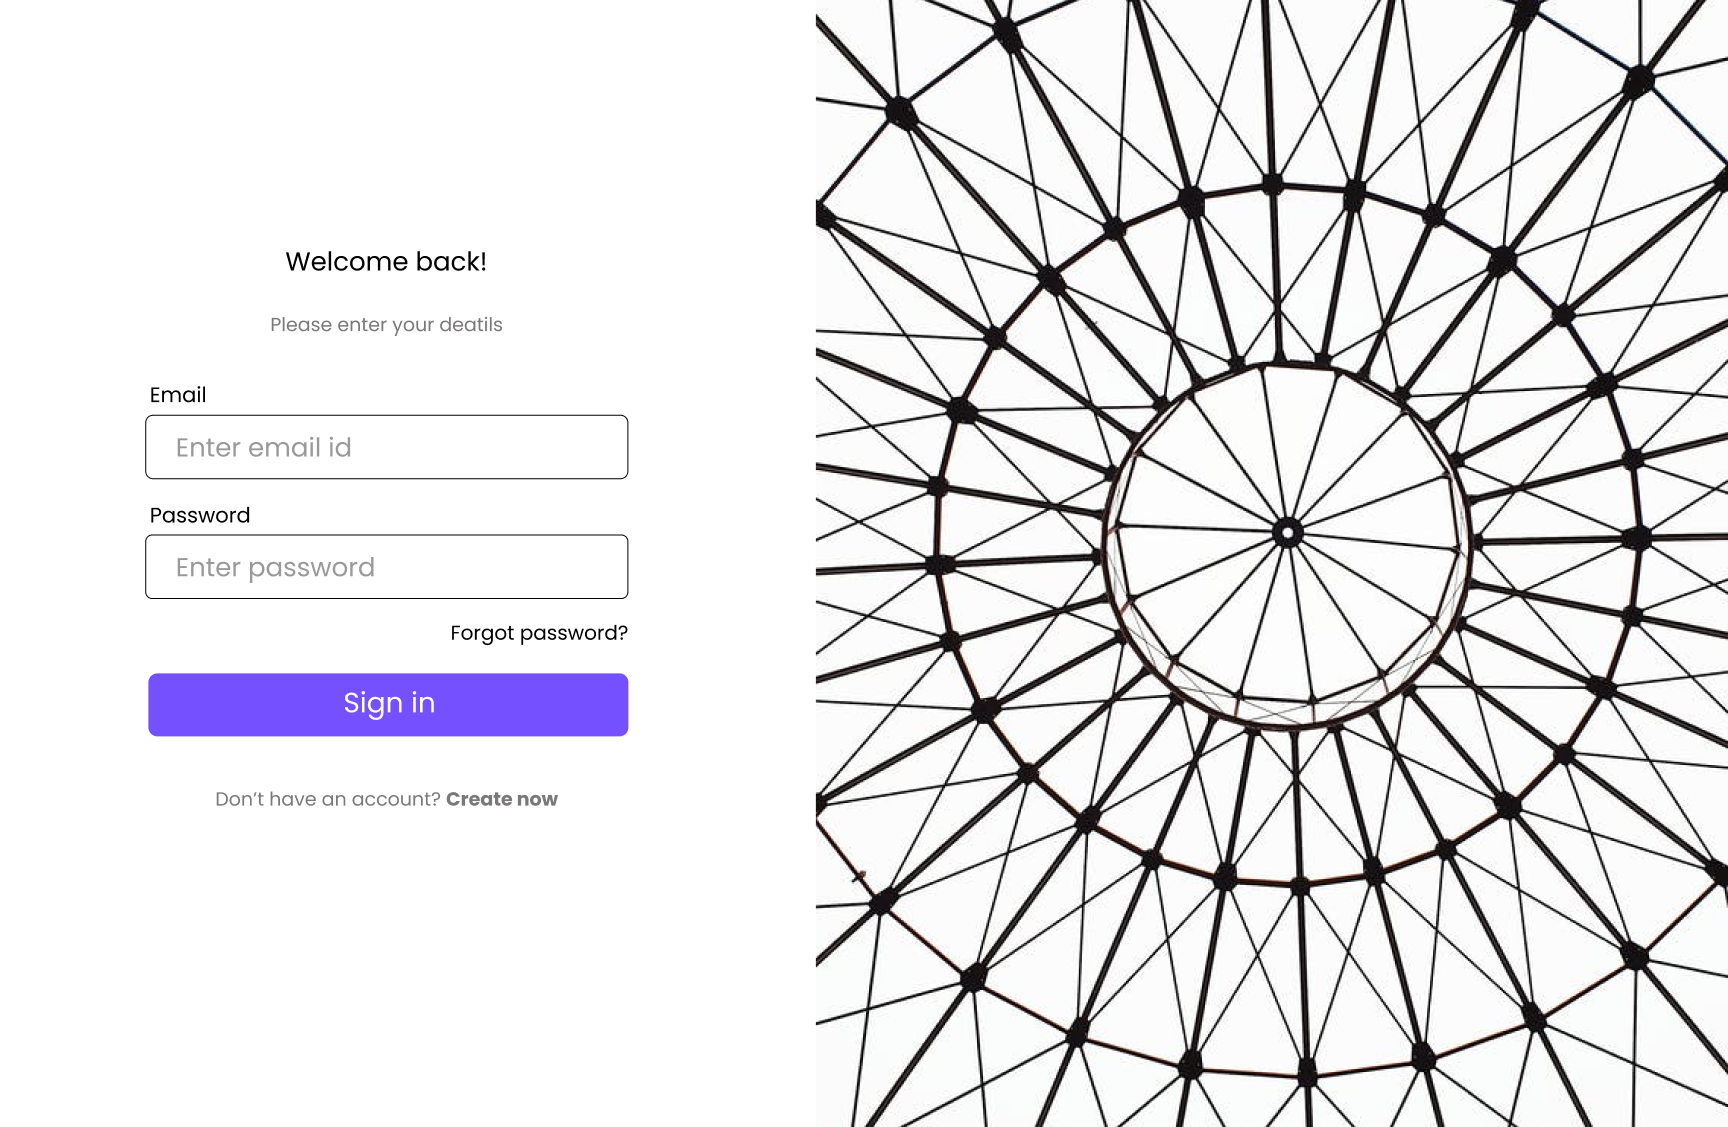 Welcome back!
Please enter your deatils
Email
Enter email id
Password
Enter password
Forgot password?
Sign in
Don’t have an account? Create now